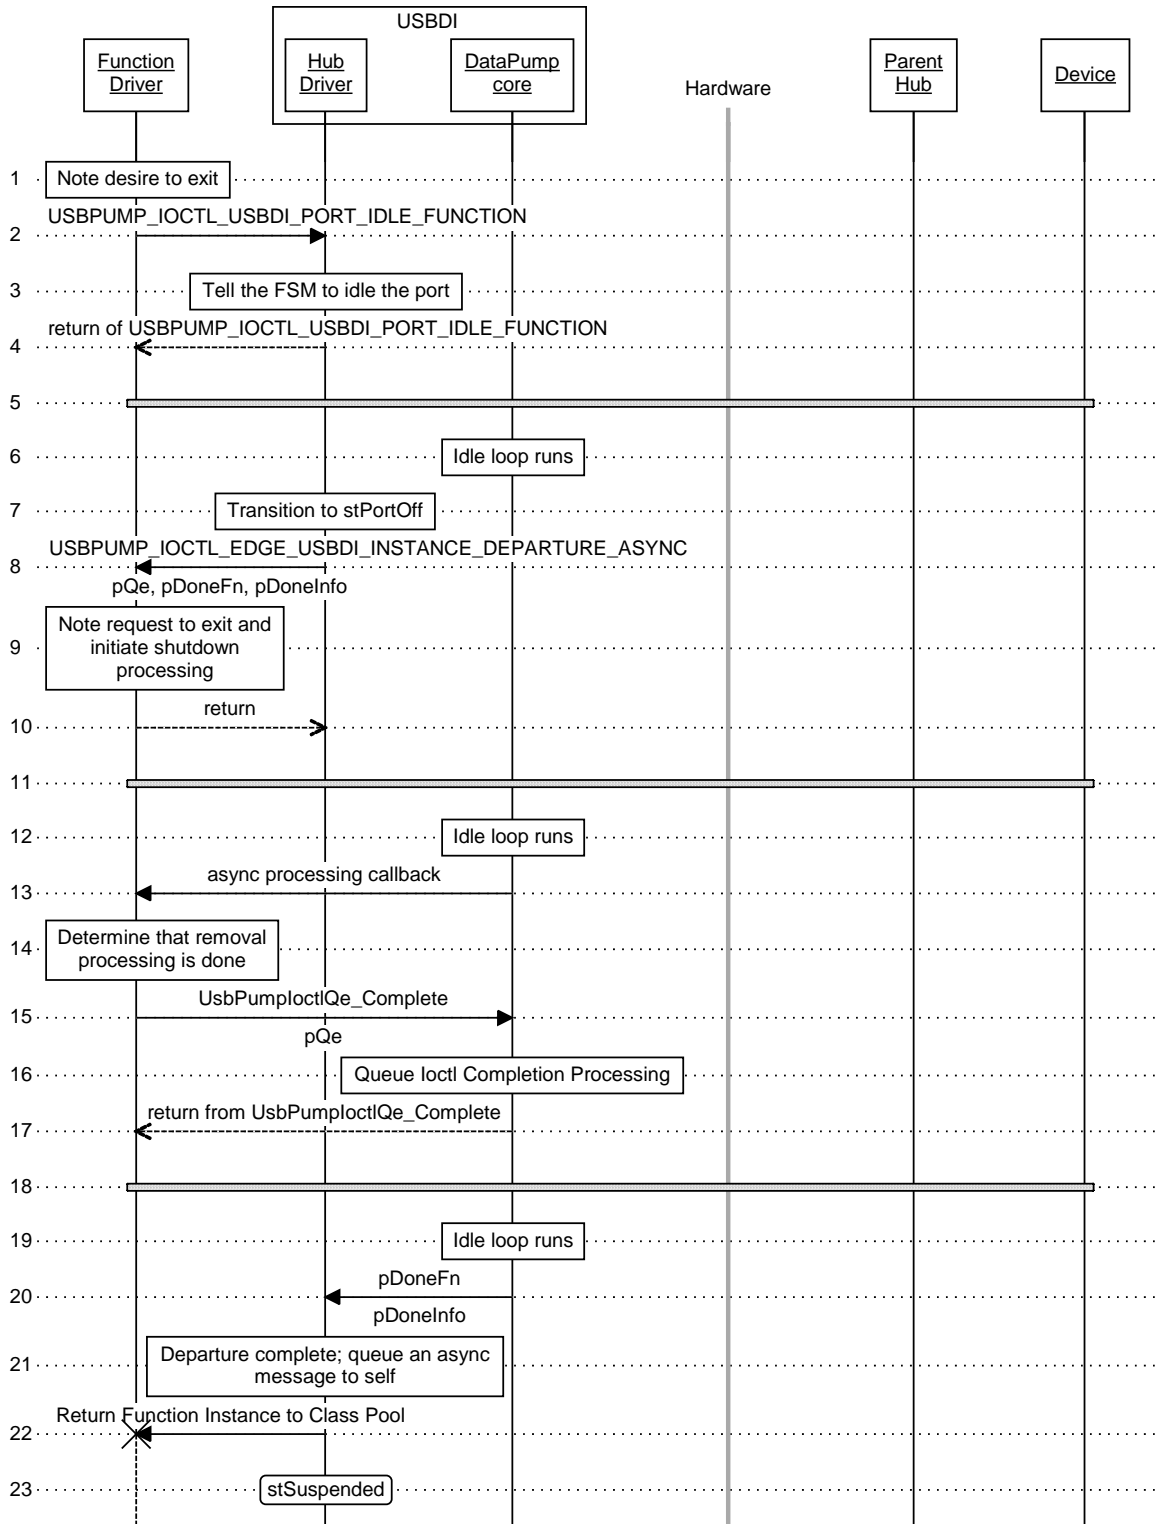 USBDI
Function
Driver
Hub
Driver
DataPump
core
Hardware
Parent
Hub
Device
1
Note desire to exit
USBPUMP_IOCTL_USBDI_PORT_IDLE_FUNCTION
2
3
Tell the FSM to idle the port
return of USBPUMP_IOCTL_USBDI_PORT_IDLE_FUNCTION
4
5
6
Idle loop runs
7
Transition to stPortOff
USBPUMP_IOCTL_EDGE_USBDI_INSTANCE_DEPARTURE_ASYNC
8
pQe, pDoneFn, pDoneInfo
Note request to exit and
9
initiate shutdown
processing
return
10
11
12
Idle loop runs
async processing callback
13
Determine that removal
14
processing is done
UsbPumpIoctlQe_Complete
15
pQe
16
Queue Ioctl Completion Processing
return from UsbPumpIoctlQe_Complete
17
18
19
Idle loop runs
pDoneFn
20
pDoneInfo
Departure complete; queue an async
21
message to self
Return Function Instance to Class Pool
22
23
stSuspended